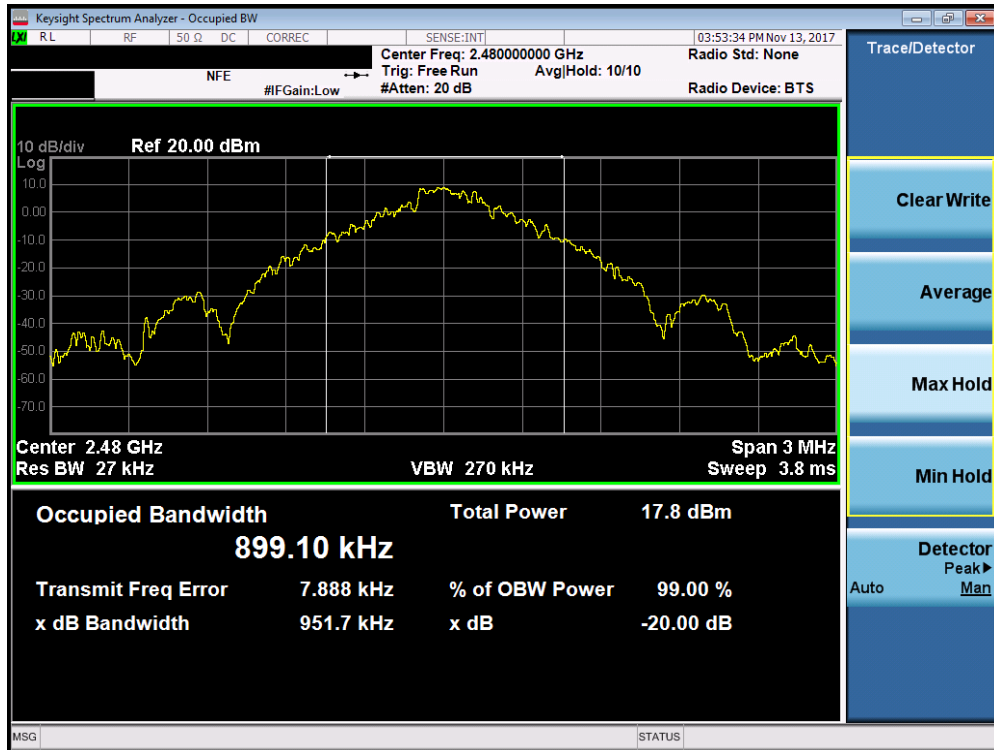 Keysight Spectrum Analyzer - Occupied BW
LXI RL RF 50 Ω DC CORREC SENSE:INT 03:53:34 PM Nov 13, 2017
Center Freq: 2.480000000 GHz Radio Std: None
NFE Trig: Free Run Avg|Hold: 10/10
#IFGain:Low #Atten: 20 dB Radio Device: BTS
Trace/Detector
10 dB/div Ref 20.00 dBm
Log
10.0
0.00
-10.0
-20.0
-30.0
-40.0
-50.0
-60.0
-70.0
Center 2.48 GHz Span 3 MHz
Res BW 27 kHz VBW 270 kHz Sweep 3.8 ms
Occupied Bandwidth Total Power 17.8 dBm
899.10 kHz
Transmit Freq Error 7.888 kHz % of OBW Power 99.00 %
x dB Bandwidth 951.7 kHz x dB -20.00 dB
Clear Write
Average
Max Hold
Min Hold
Detector
Peak▶
Auto Man
MSG STATUS